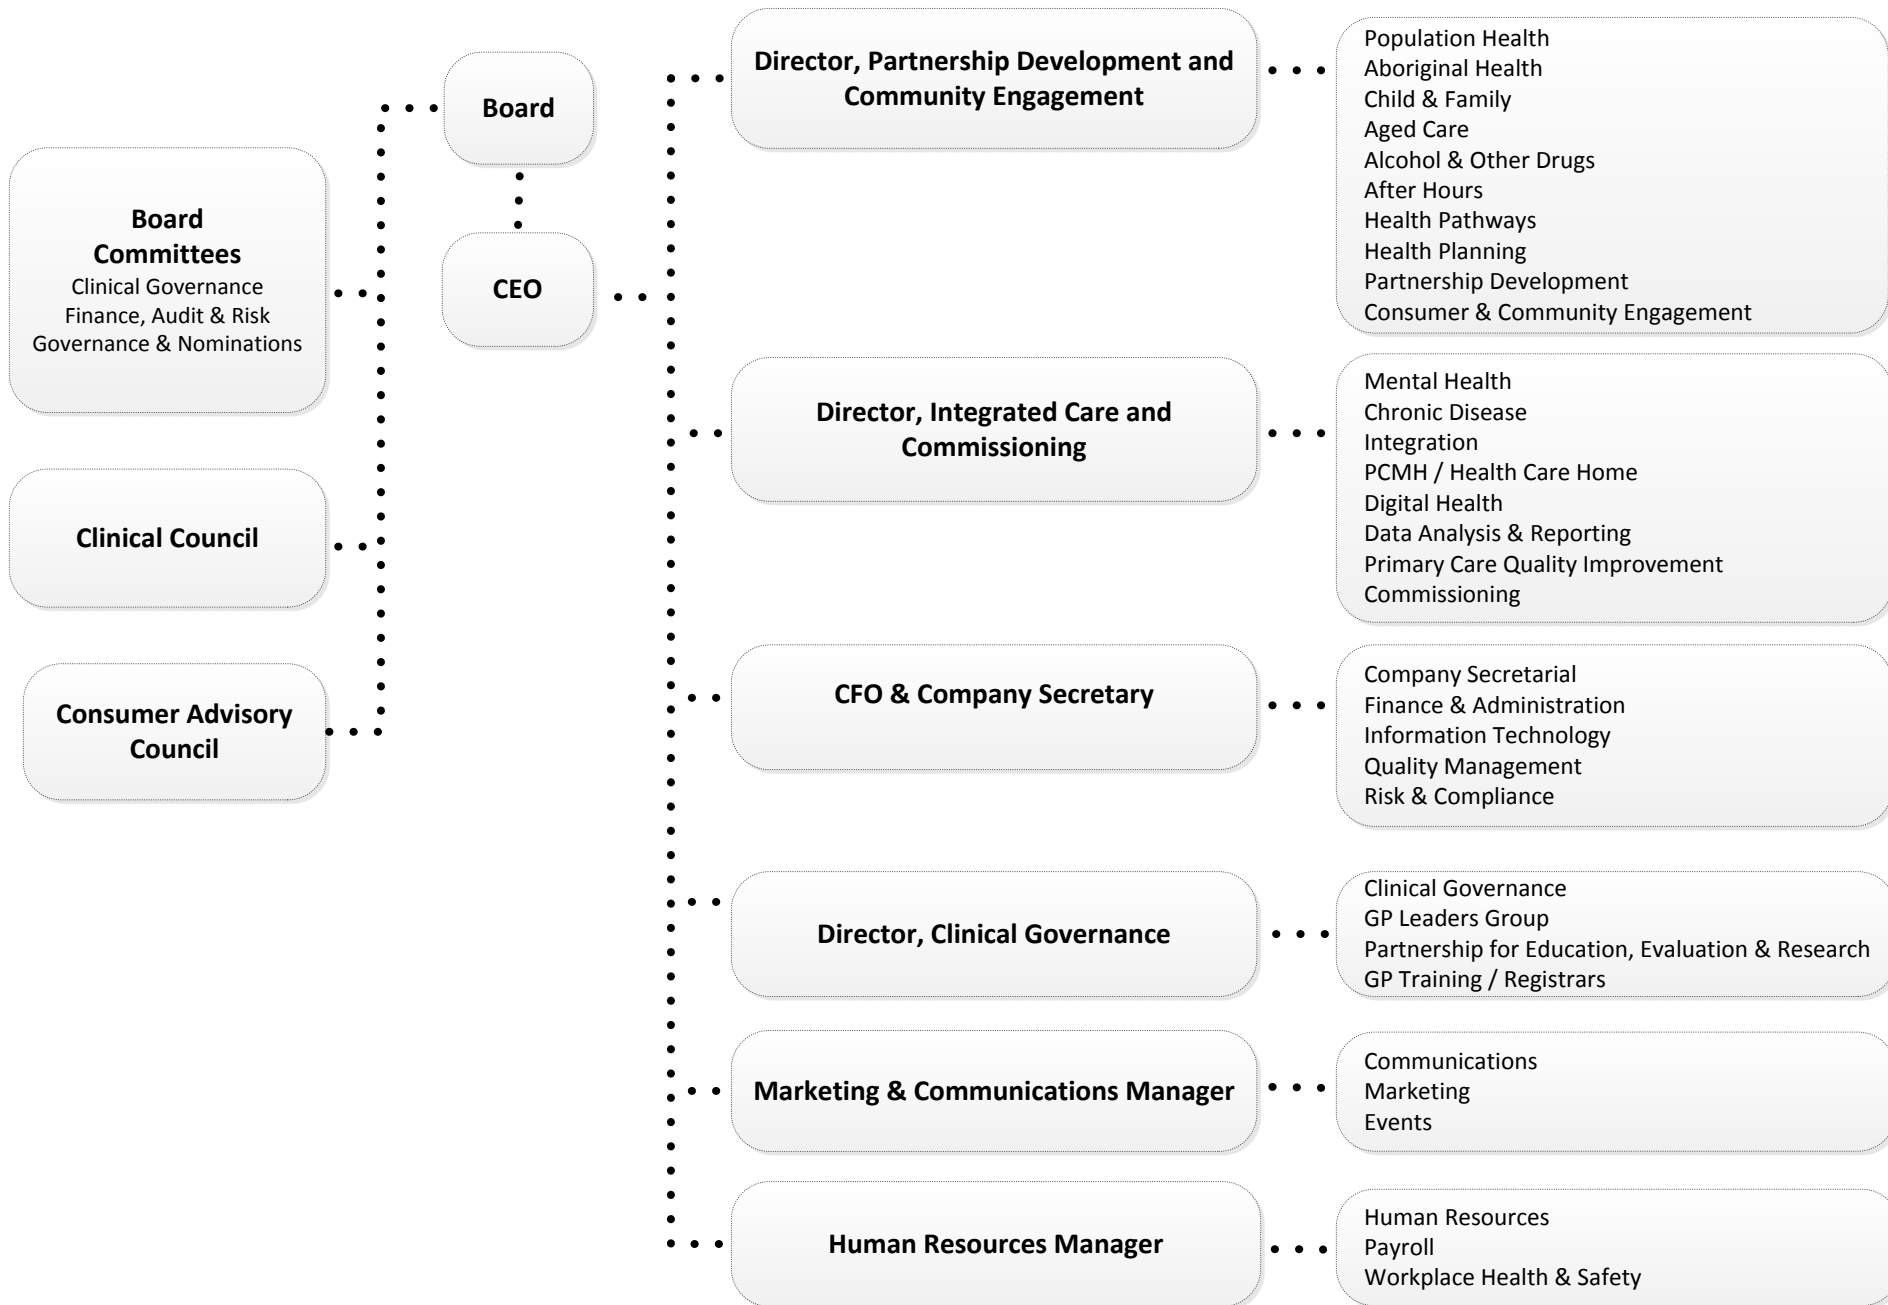 Board
CEO
Board
Committees
Clinical Governance
Finance, Audit & Risk
Governance & Nominations
Clinical Council
Consumer Advisory
Council
Director, Partnership Development and
Community Engagement
Population Health
Aboriginal Health
Child & Family
Aged Care
Alcohol & Other Drugs
After Hours
Health Pathways
Health Planning
Partnership Development
Consumer & Community Engagement
Director, Integrated Care and
Commissioning
Mental Health
Chronic Disease
Integration
PCMH / Health Care Home
Digital Health
Data Analysis & Reporting
Primary Care Quality Improvement
Commissioning
CFO & Company Secretary
Company Secretarial
Finance & Administration
Information Technology
Quality Management
Risk & Compliance
Director, Clinical Governance
Clinical Governance
GP Leaders Group
Partnership for Education, Evaluation & Research
GP Training / Registrars
Marketing & Communications Manager
Communications
Marketing
Events
Human Resources Manager
Human Resources
Payroll
Workplace Health & Safety